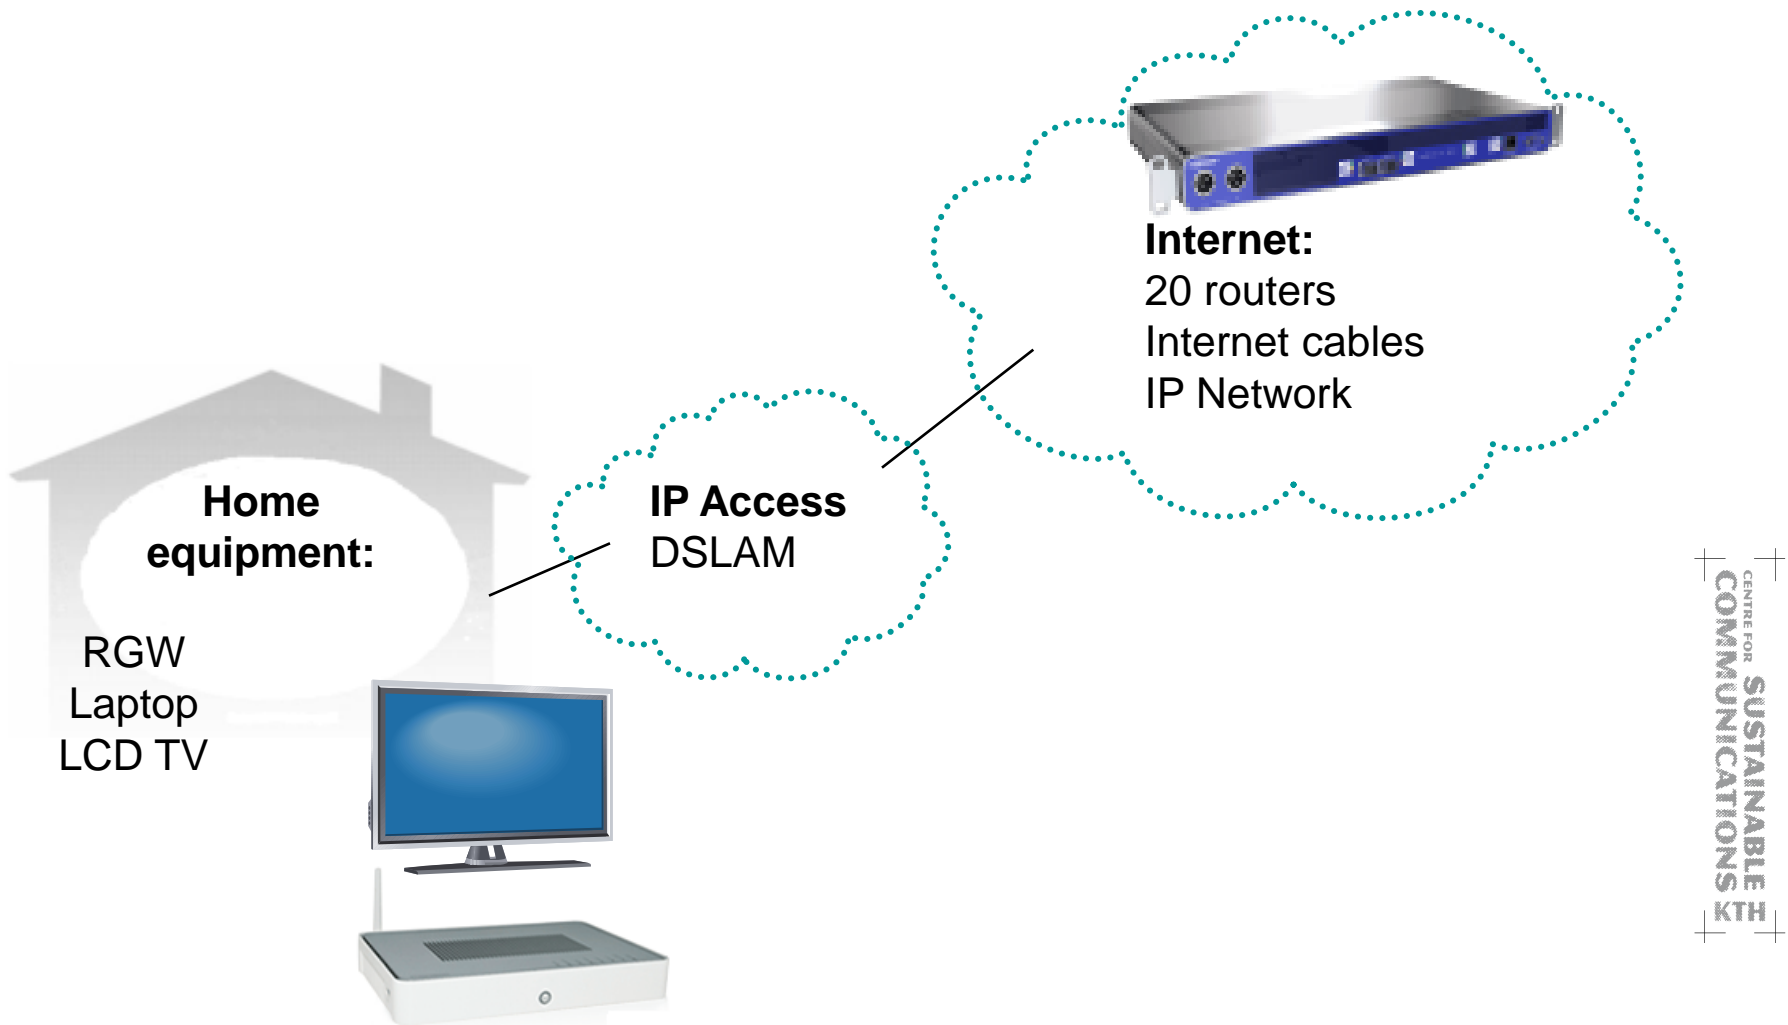 Internet:
20 routers
Internet cables
IP Network
Home
equipment:
RGW
Laptop
LCD TV
IP Access
DSLAM
CENTRE FOR SUSTAINABLE
COMMUNICATIONS KTH